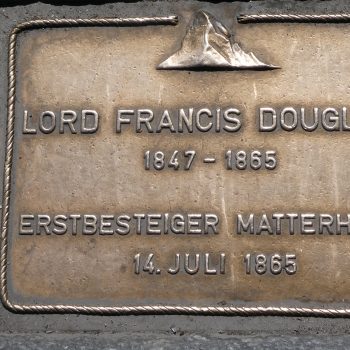 LORD FRANCIS DOUGL
1847 - 1865
ERSTBESTEIGER MATTERH
14. JULI 1865